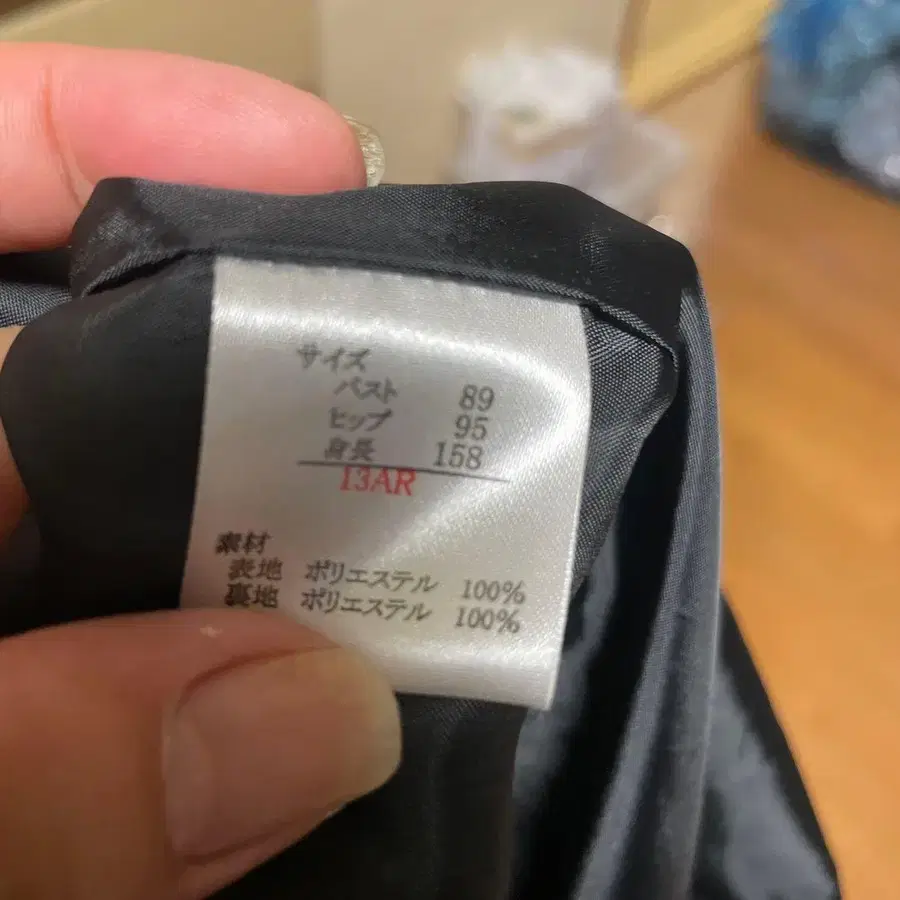 サイズ
バスト 89
ヒップ 95
身長 158
13AR
素材
表地 ポリエステル 100%
裏地 ポリエステル 100%